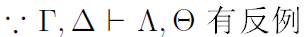 ∵ Γ, Δ ⊢ Λ, Θ 有反例